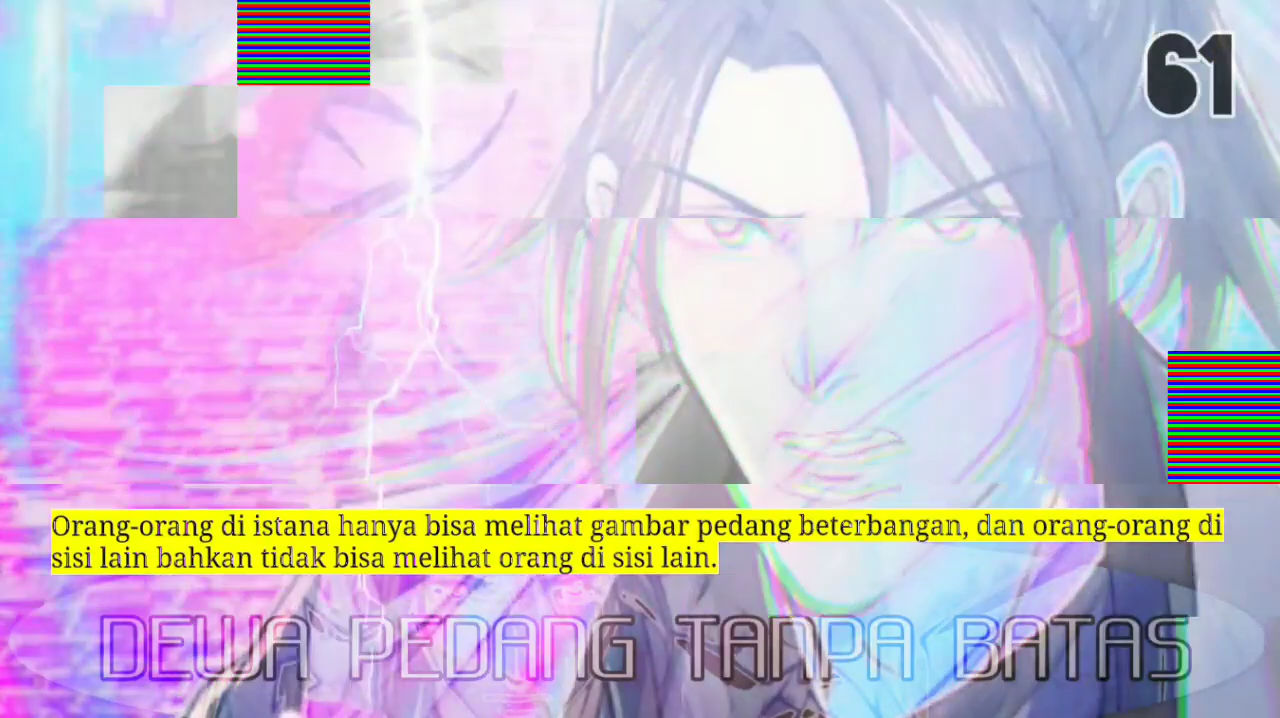 61
Orang-orang di istana hanya bisa melihat gambar pedang beterbangan, dan orang-orang di
sisi lain bahkan tidak bisa melihat orang di sisi lain.
DEWA PEDANG TANPA BATAS